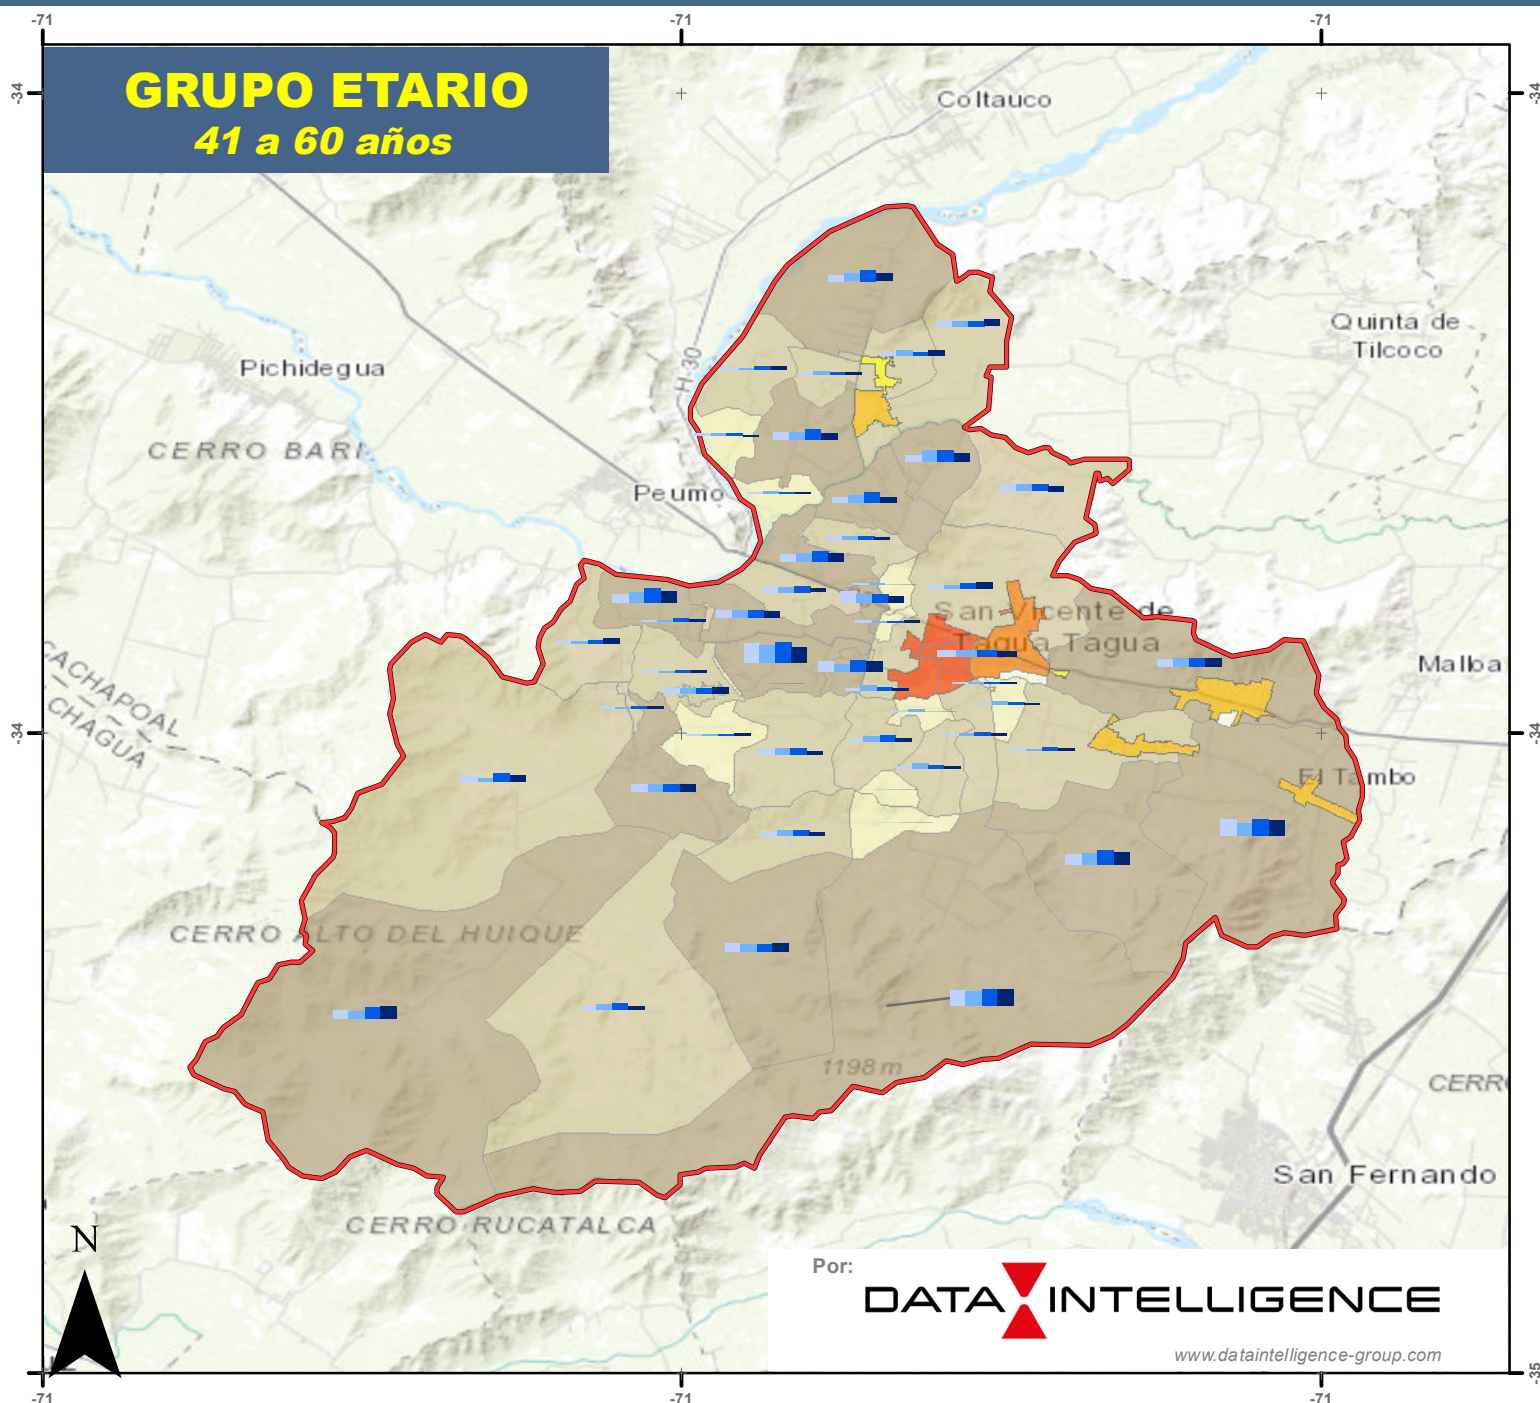 -71
-71
-71
-34
-34
GRUPO ETARIO
41 a 60 años
Coltauco
Quinta de
Tilcoco
Pichidegua
H-30
CERRO BARI
Peumo
San Vicente de
Tagua Tagua
Malloa
CACHAPOAL
CHAGUA
-34
-34
El Tambo
CERRO ALTO DEL HUIQUE
1198 m
CERR
San Fernando
CERRO RUCATALCA
N
Por:
DATA INTELLIGENCE
www.dataintelligence-group.com
-35
-71
-71
-71